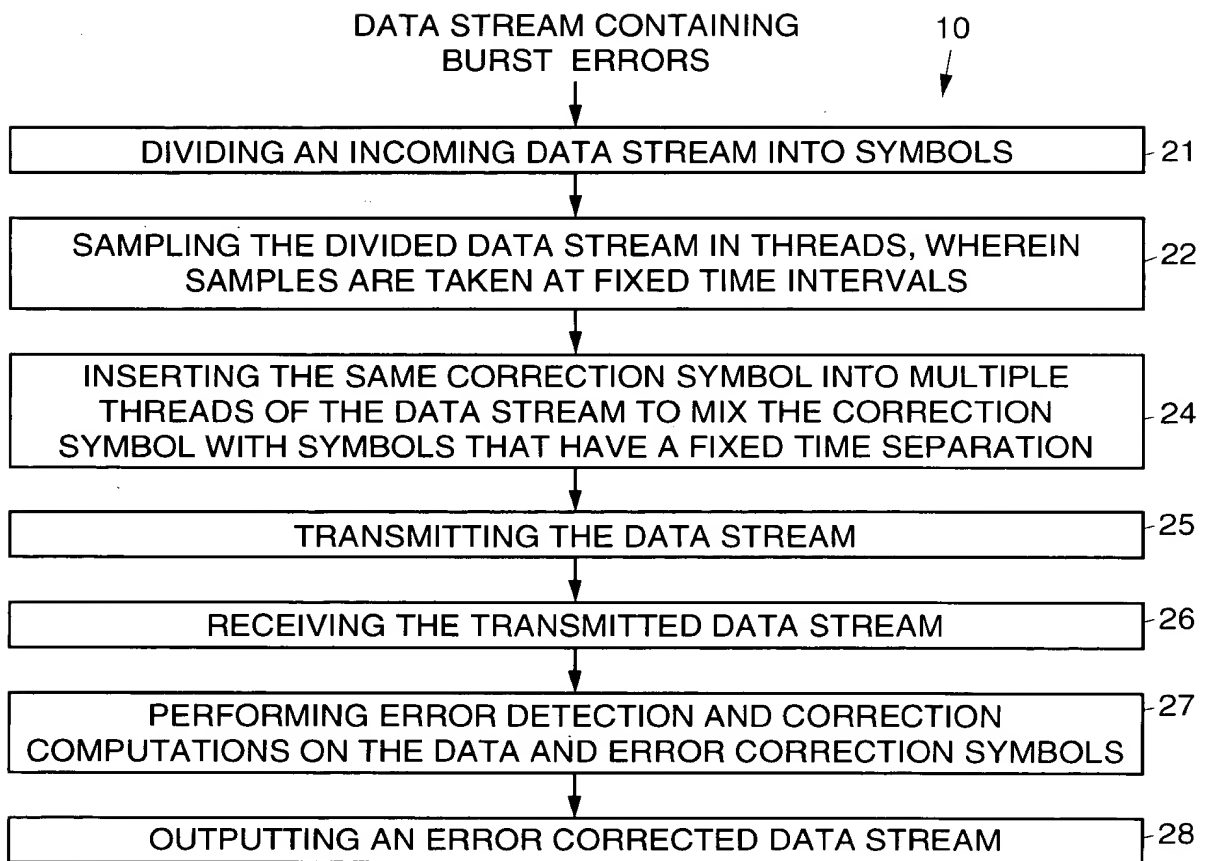 DATA STREAM CONTAINING
BURST ERRORS
10
DIVIDING AN INCOMING DATA STREAM INTO SYMBOLS
21
SAMPLING THE DIVIDED DATA STREAM IN THREADS, WHEREIN
SAMPLES ARE TAKEN AT FIXED TIME INTERVALS
22
INSERTING THE SAME CORRECTION SYMBOL INTO MULTIPLE
THREADS OF THE DATA STREAM TO MIX THE CORRECTION
SYMBOL WITH SYMBOLS THAT HAVE A FIXED TIME SEPARATION
24
TRANSMITTING THE DATA STREAM
25
RECEIVING THE TRANSMITTED DATA STREAM
26
PERFORMING ERROR DETECTION AND CORRECTION
COMPUTATIONS ON THE DATA AND ERROR CORRECTION SYMBOLS
27
OUTPUTTING AN ERROR CORRECTED DATA STREAM
28